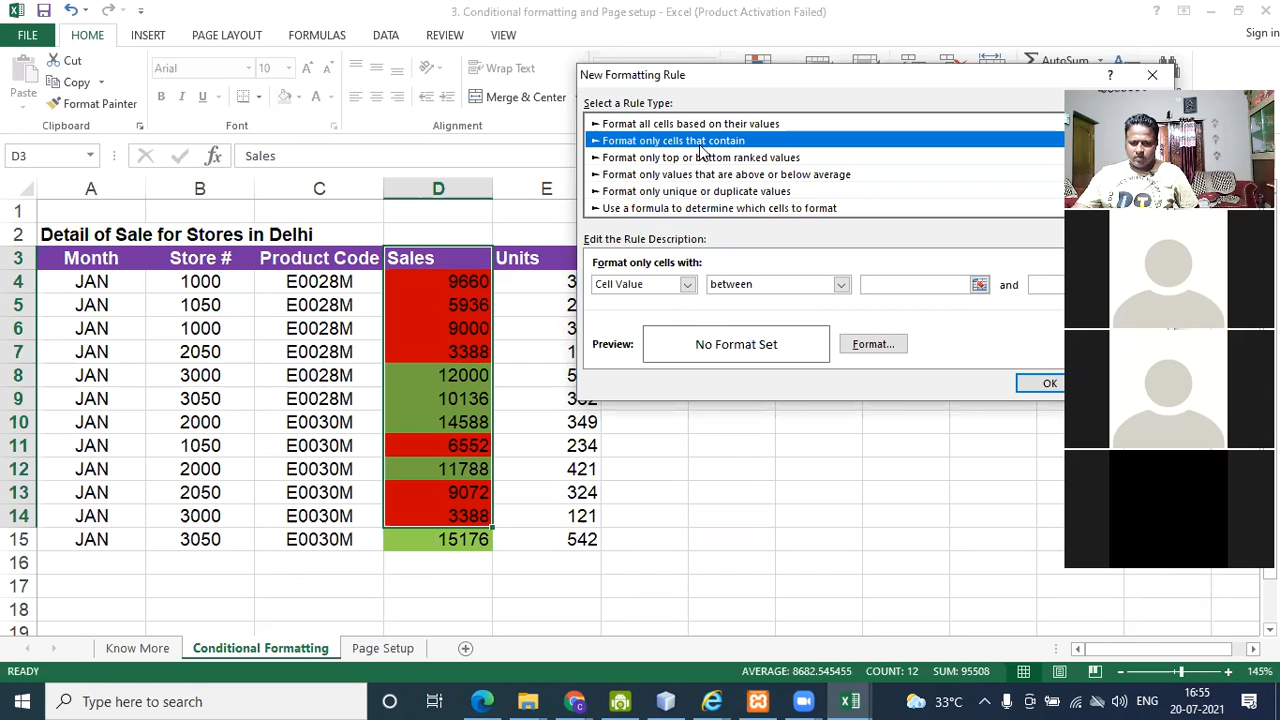 3. Conditional formatting and Page setup - Excel (Product Activation Failed)
FILE HOME INSERT PAGE LAYOUT FORMULAS DATA REVIEW VIEW Sign in
Cut
Copy
Format Painter
Paste
Clipboard
Arial 10
B I U
Font
Wrap Text
Merge & Center
Alignment
AutoSum
D3 fx Sales
A B C D E
1
2 Detail of Sale for Stores in Delhi
3 Month Store # Product Code Sales Units
4 JAN 1000 E0028M 9660 3
5 JAN 1050 E0028M 5936 2
6 JAN 1000 E0028M 9000 3
7 JAN 2050 E0028M 3388 1
8 JAN 3000 E0028M 12000 5
9 JAN 3050 E0028M 10136 362
10 JAN 2000 E0030M 14588 349
11 JAN 1050 E0030M 6552 234
12 JAN 2000 E0030M 11788 421
13 JAN 2050 E0030M 9072 324
14 JAN 3000 E0030M 3388 121
15 JAN 3050 E0030M 15176 542
16
17
18
19
New Formatting Rule
Select a Rule Type:
► Format all cells based on their values
► Format only cells that contain
► Format only top or bottom ranked values
► Format only values that are above or below average
► Format only unique or duplicate values
► Use a formula to determine which cells to format
Edit the Rule Description:
Format only cells with:
Cell Value between and
Preview: No Format Set Format...
OK
Know More Conditional Formatting Page Setup
READY AVERAGE: 8682.545455 COUNT: 12 SUM: 95508 145%
Type here to search
33°C ENG 16:55
20-07-2021